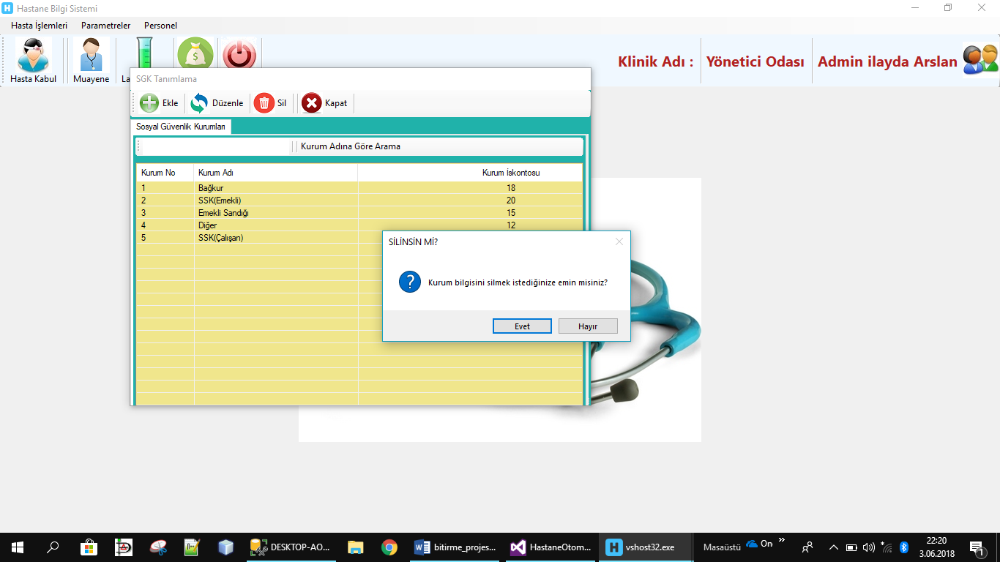 Hastane Bilgi Sistemi
Hasta İşlemleri Parametreler Personel
Hasta Kabul Muayene La
Klinik Adı : Yönetici Odası Admin ilayda Arslan
SGK Tanımlama
Ekle Düzenle Sil Kapat
Sosyal Güvenlik Kurumları
Kurum Adına Göre Arama
Kurum No Kurum Adı Kurum İskontosu
1 Bağkur 18
2 SSK(Emekli) 20
3 Emekli Sandığı 15
4 Diğer 12
5 SSK(Çalışan)
SİLİNSİN Mİ?
Kurum bilgisini silmek istediğinize emin misiniz?
Evet Hayır
DESKTOP-AO... bitirme_projes... HastaneOtom... vshost32.exe Masaüstü On
22:20
3.06.2018
1